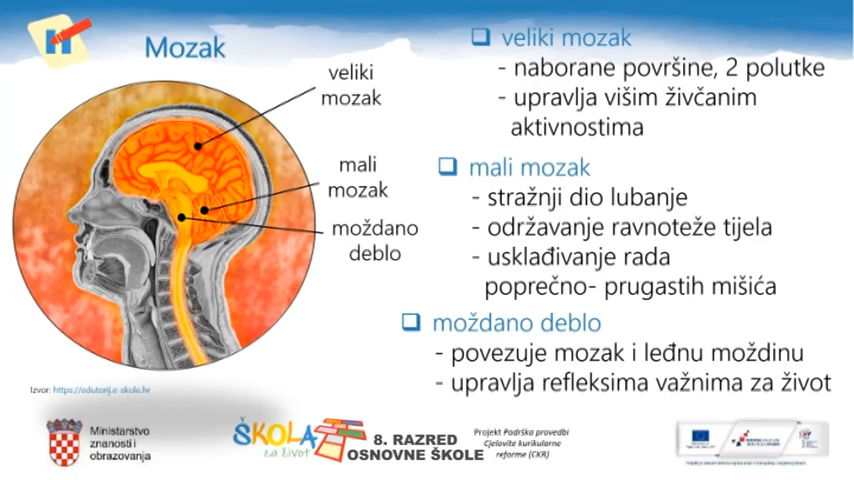 Mozak
veliki
mozak
mali
mozak
moždano
deblo
veliki mozak
- naborane površine, 2 polutke
- upravlja višim živčanim
aktivnostima
mali mozak
- stražnji dio lubanje
- održavanje ravnoteže tijela
- usklađivanje rada
poprečno- prugastih mišića
moždano deblo
- povezuje mozak i leđnu moždinu
- upravlja refleksima važnima za život
Izvor: https://edutorij.e-skole.hr
Ministarstvo
znanosti i
obrazovanja
ŠKOLA
za život
8. RAZRED
OSNOVNE ŠKOLE
Projekt Podrška provedbi
Cjelovite kurikularne
reforme (CKR)